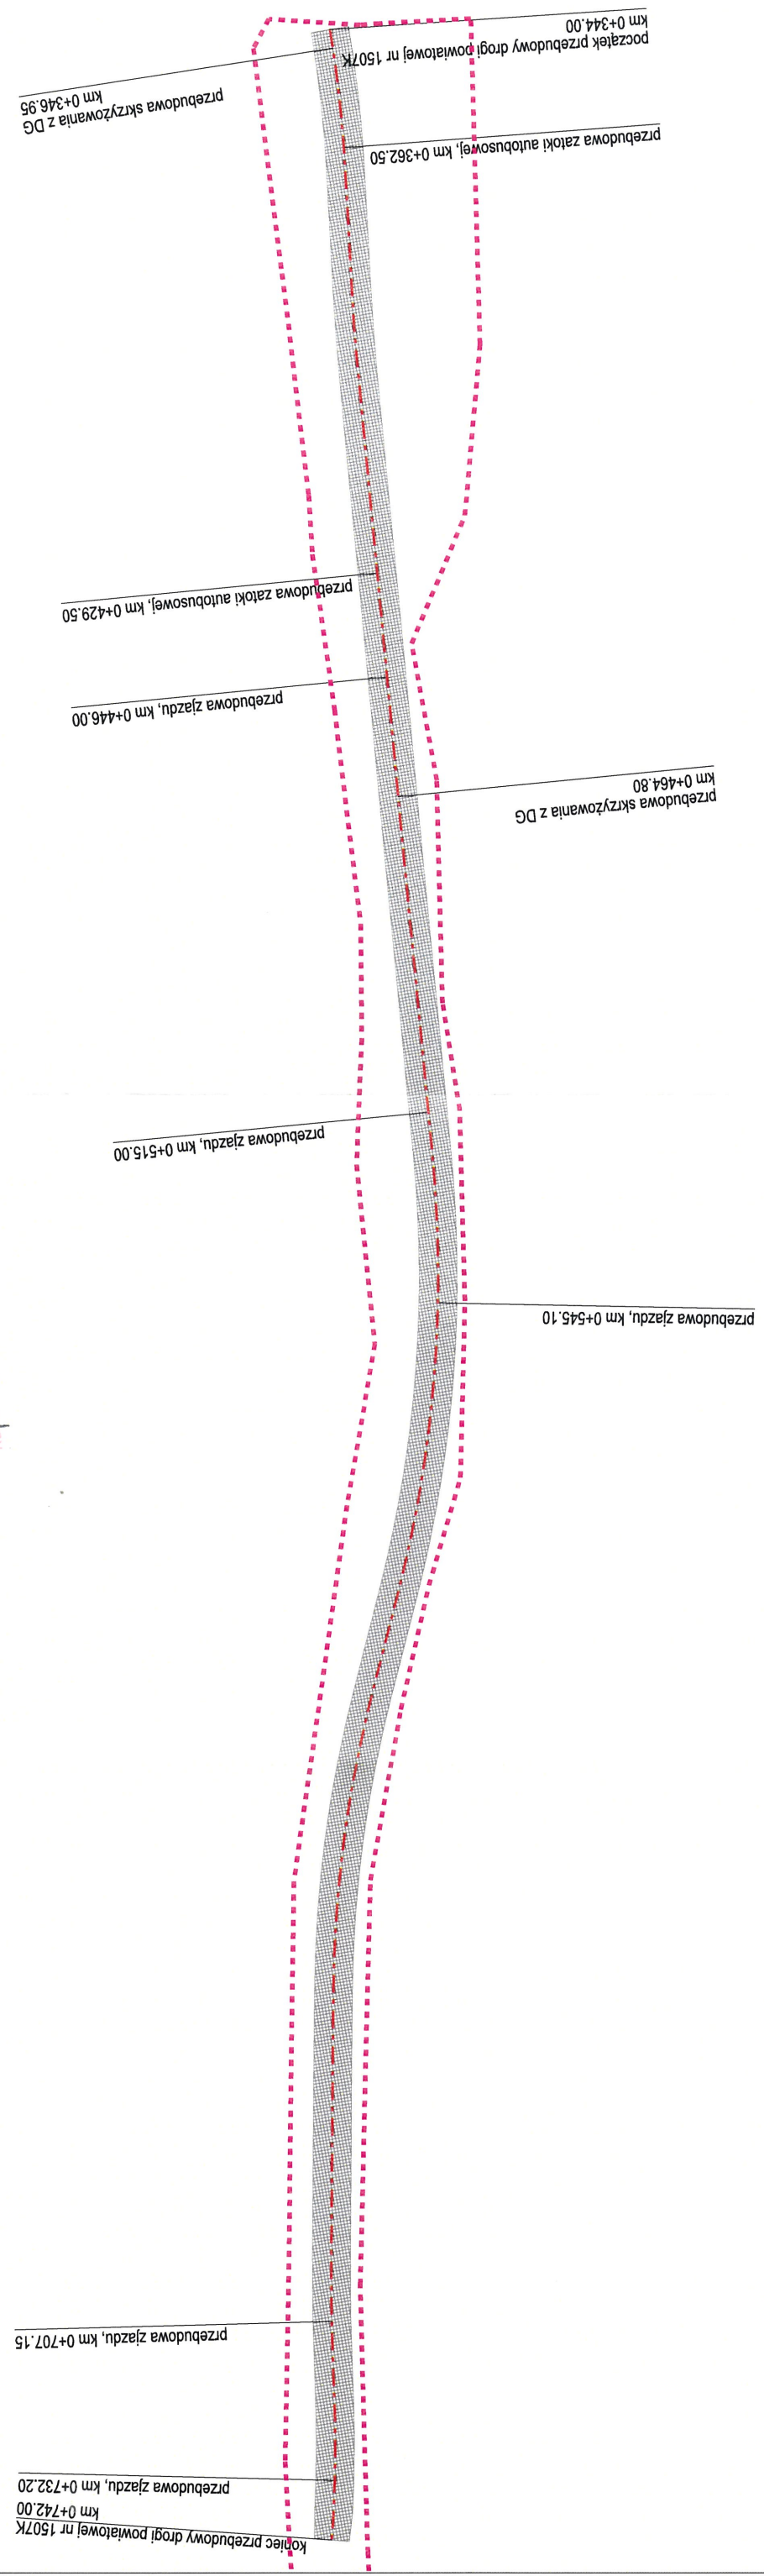 koniec przebudowy drogi powiatowej nr 1507K
km 0+742.00
przebudowa zjazdu, km 0+732.20
przebudowa zjazdu, km 0+707.15
przebudowa zjazdu, km 0+545.10
przebudowa zjazdu, km 0+515.00
przebudowa skrzyżowania z DG
km 0+464.80
przebudowa zjazdu, km 0+446.00
przebudowa zatoki autobusowej, km 0+429.50
przebudowa zatoki autobusowej, km 0+362.50
przebudowa skrzyżowania z DG
km 0+346.95
początek przebudowy drogi powiatowej nr 1507K
km 0+344.00